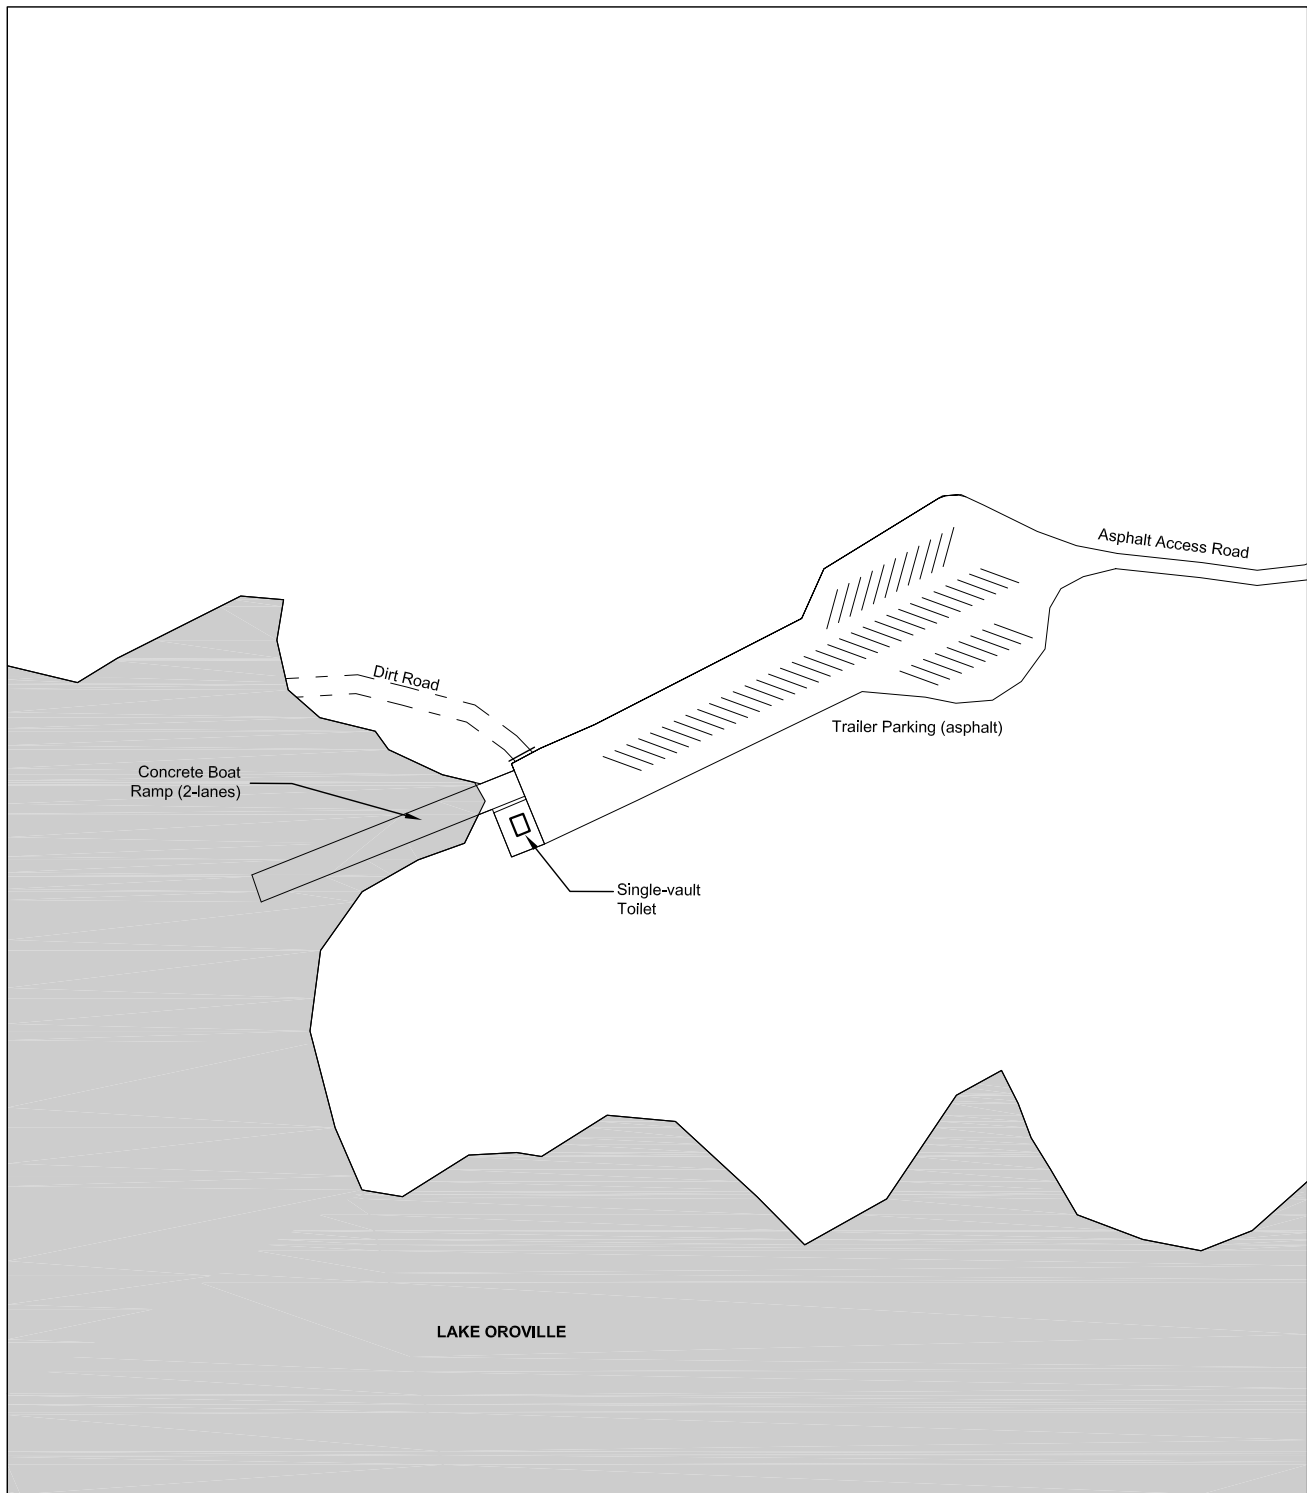 Asphalt Access Road
Dirt Road
Trailer Parking (asphalt)
Concrete Boat
Ramp (2-lanes)
Single-vault
Toilet
LAKE OROVILLE